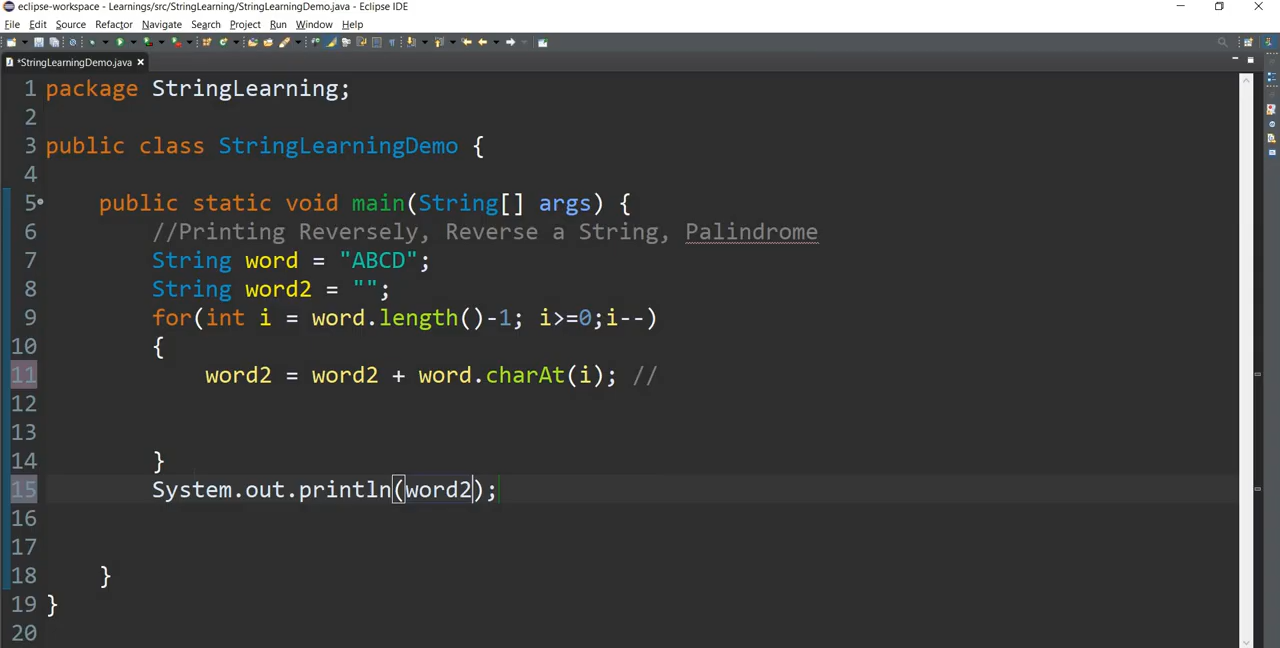 eclipse-workspace - Learnings/src/StringLearning/StringLearningDemo.java - Eclipse IDE
File Edit Source Refactor Navigate Search Project Run Window Help
*StringLearningDemo.java
1 package StringLearning;
2
3 public class StringLearningDemo {
4
5 public static void main(String[] args) {
6 //Printing Reversely, Reverse a String, Palindrome
7 String word = "ABCD";
8 String word2 = "";
9 for(int i = word.length()-1; i>=0;i--)
10 {
11 word2 = word2 + word.charAt(i); //
12
13
14 }
15 System.out.println(word2);
16
17
18 }
19 }
20